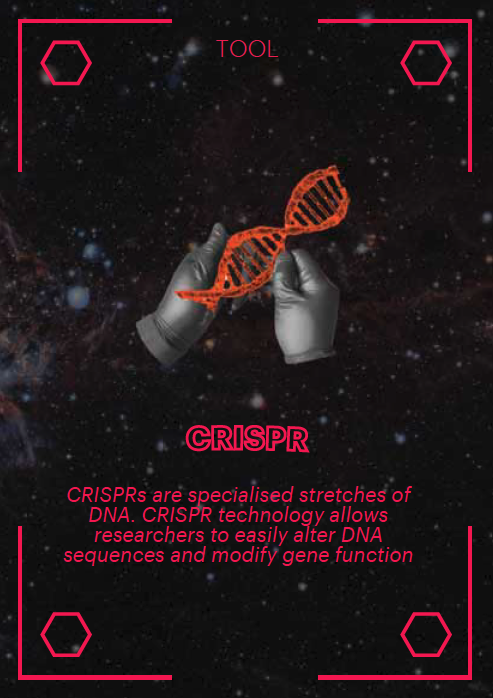 TOOL
CRISPR
CRISPRs are specialised stretches of
DNA. CRISPR technology allows
researchers to easily alter DNA
sequences and modify gene function